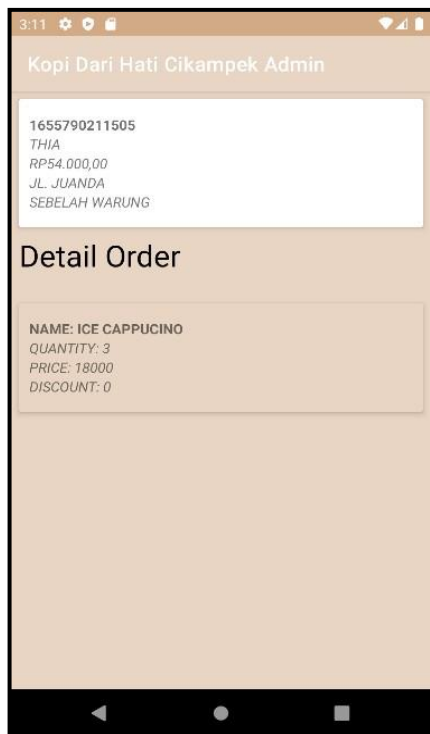 3:11
Kopi Dari Hati Cikampek Admin
1655790211505
THIA
RP54.000,00
JL. JUANDA
SEBELAH WARUNG
Detail Order
NAME: ICE CAPPUCINO
QUANTITY: 3
PRICE: 18000
DISCOUNT: 0